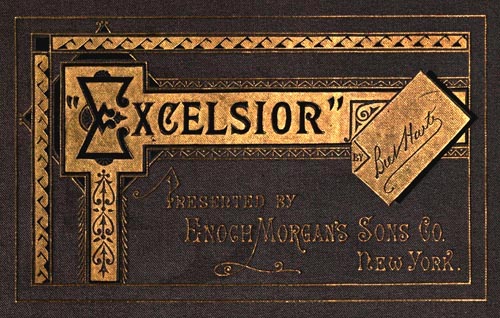 "EXCELSIOR"
BY
Bret Harte
PRESENTED BY
ENOCH MORGAN'S SONS CO.
NEW YORK.